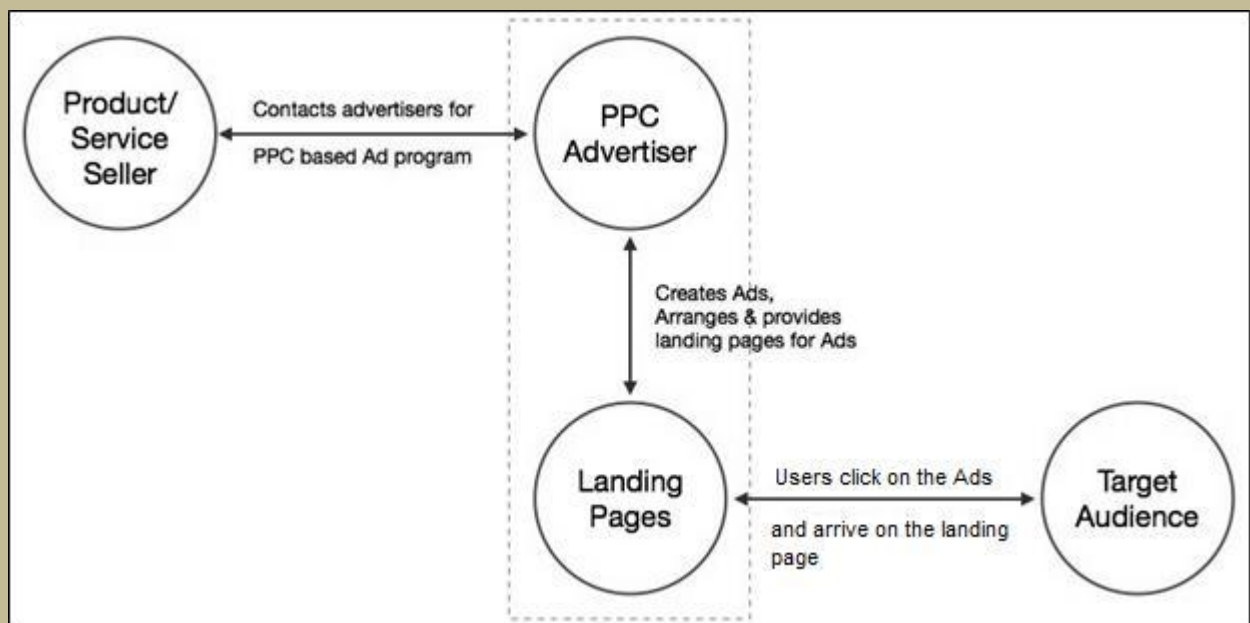 Product/
Service
Seller
Contacts advertisers for
PPC based Ad program
PPC
Advertiser
Creates Ads,
Arranges & provides
landing pages for Ads
Landing
Pages
Users click on the Ads
and arrive on the landing
page
Target
Audience